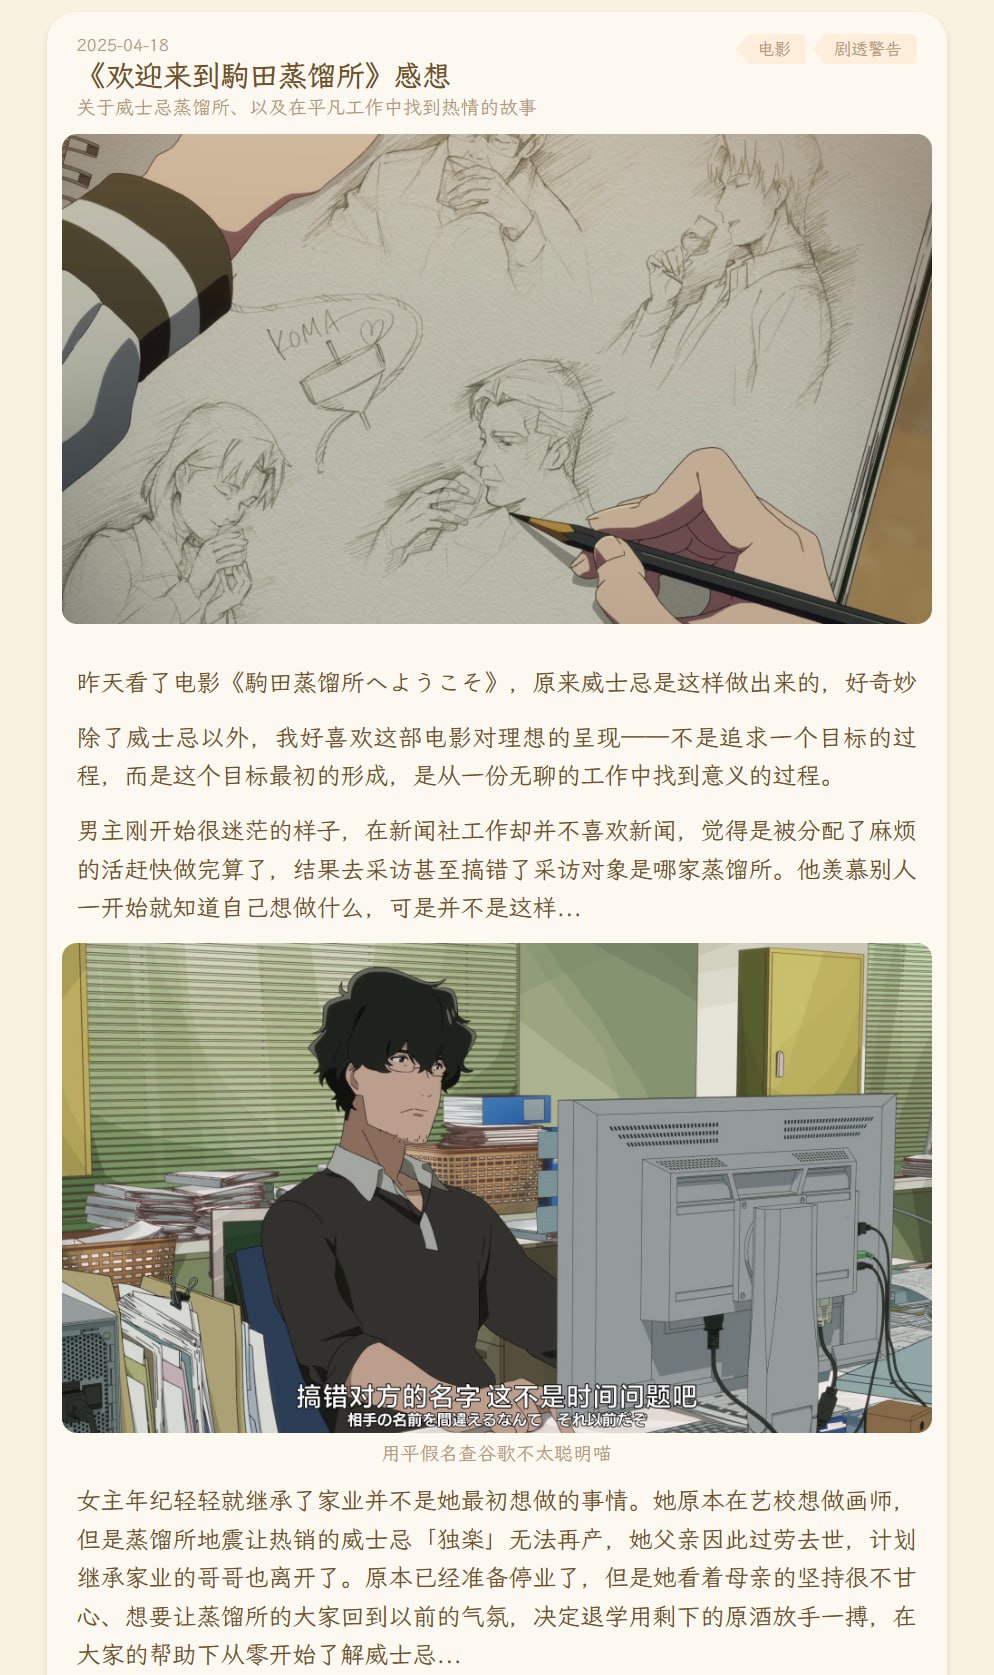 2025-04-18
电影
剧透警告
《欢迎来到駒田蒸馏所》感想
关于威士忌蒸馏所、以及在平凡工作中找到热情的故事
KOMA
昨天看了电影《駒田蒸馏所へようこそ》，原来威士忌是这样做出来的，好奇妙
除了威士忌以外，我好喜欢这部电影对理想的呈现——不是追求一个目标的过
程，而是这个目标最初的形成，是从一份无聊的工作中找到意义的过程。
男主刚开始很迷茫的样子，在新闻社工作却并不喜欢新闻，觉得是被分配了麻烦
的活赶快做完算了，结果去采访甚至搞错了采访对象是哪家蒸馏所。他羡慕别人
一开始就知道自己想做什么，可是并不是这样...
搞错对方的名字 这不是时间问题吧
相手の名前を間違えるなんて　それ以前だぞ
用平假名查谷歌不太聪明喵
女主年纪轻轻就继承了家业并不是她最初想做的事情。她原本在艺校想做画师，
但是蒸馏所地震让热销的威士忌「独楽」无法再产，她父亲因此过劳去世，计划
继承家业的哥哥也离开了。原本已经准备停业了，但是她看着母亲的坚持很不甘
心、想要让蒸馏所的大家回到以前的气氛，决定退学用剩下的原酒放手一搏，在
大家的帮助下从零开始了解威士忌...